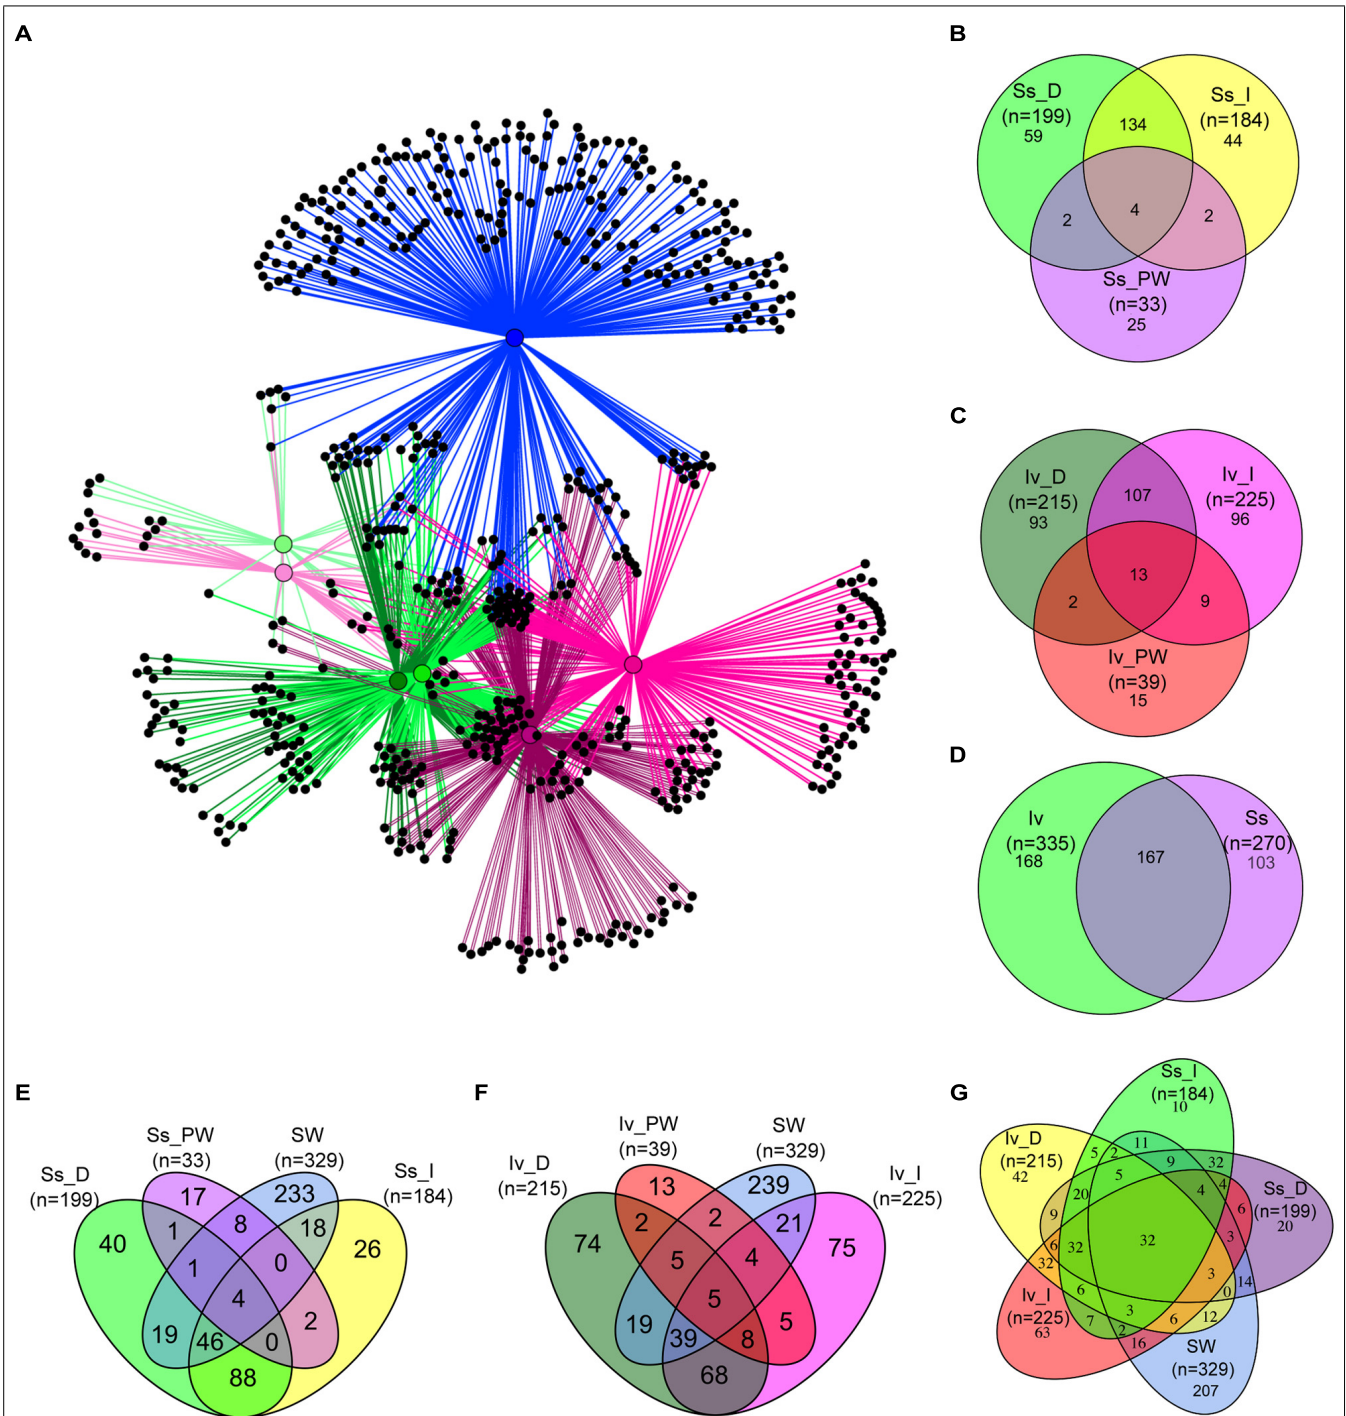 A
B
Ss_D
(n=199)
59
Ss_I
(n=184)
44
134
2
4
2
Ss_PW
(n=33)
25
C
Iv_D
(n=215)
93
Iv_I
(n=225)
96
107
2
13
9
Iv_PW
(n=39)
15
D
Iv
(n=335)
168
167
Ss
(n=270)
103
E
Ss_D
(n=199)
Ss_PW
(n=33)
SW
(n=329)
Ss_I
(n=184)
17
233
40
1
8
18
26
1
0
4
19
46
0
2
88
F
Iv_D
(n=215)
Iv_PW
(n=39)
SW
(n=329)
Iv_I
(n=225)
13
239
74
2
2
21
75
5
4
5
19
39
8
5
68
G
Ss_I
(n=184)
10
Iv_D
(n=215)
42
Ss_D
(n=199)
20
11
5
2
9
32
5
4
4
20
6
9
3
32
6
32
32
3
14
6
0
3
12
7
2
6
16
Iv_I
(n=225)
63
SW
(n=329)
207